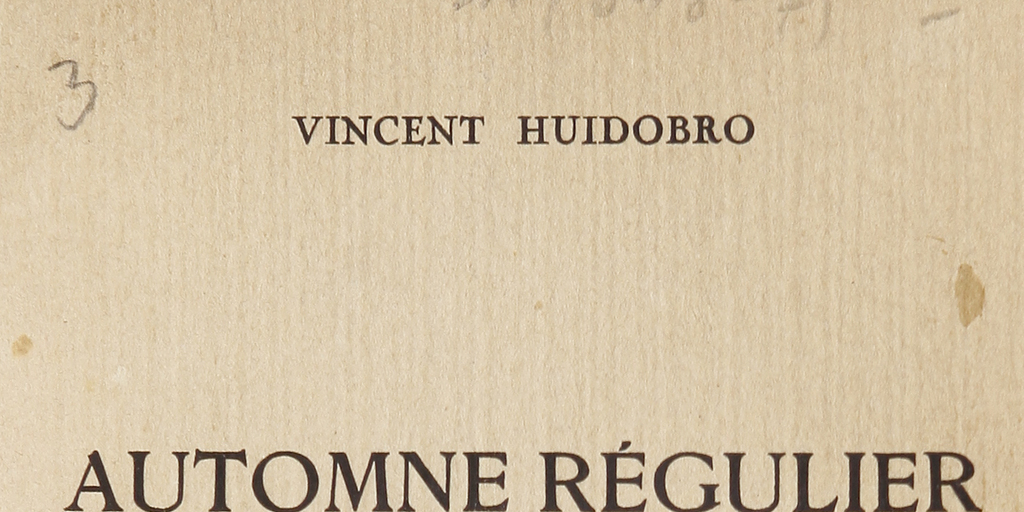 3
VINCENT HUIDOBRO
AUTOMNE RÉGULIER